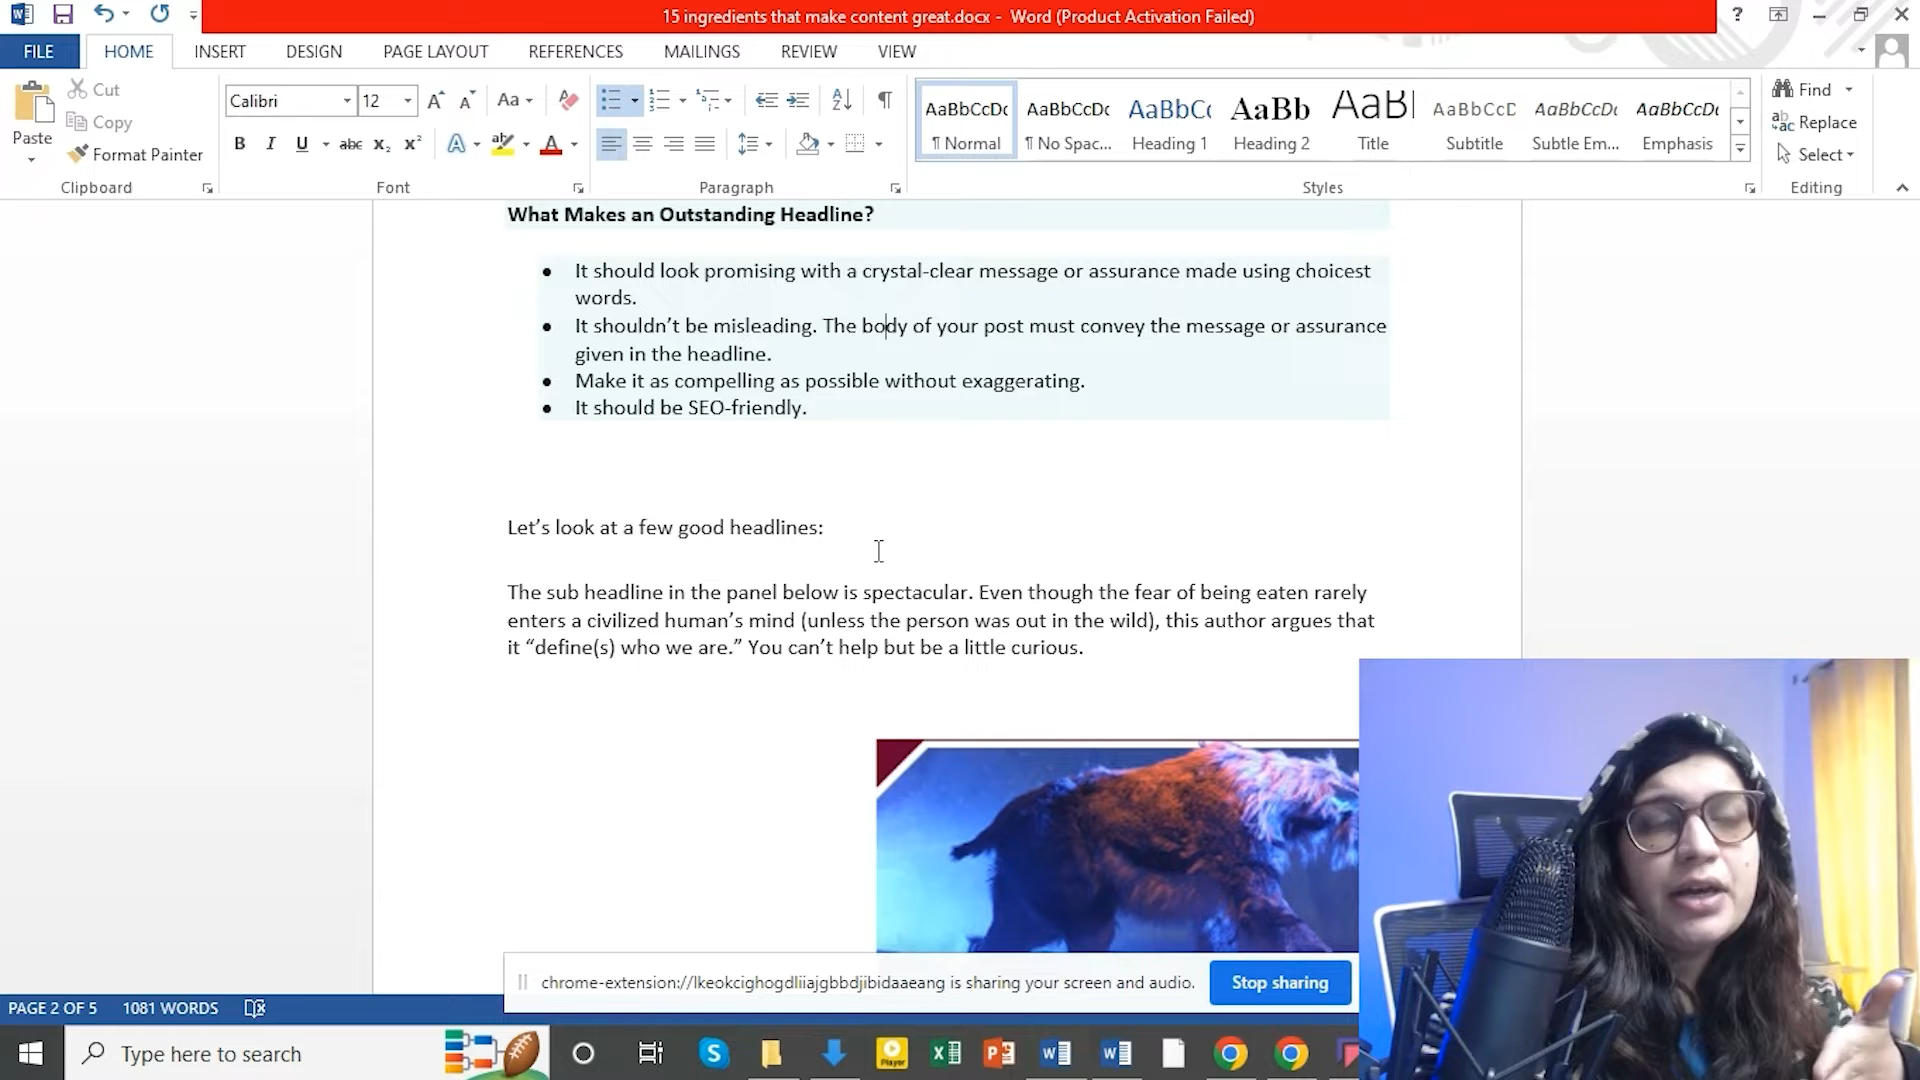 15 ingredients that make content great.docx - Word (Product Activation Failed)
?
FILE HOME INSERT DESIGN PAGE LAYOUT REFERENCES MAILINGS REVIEW VIEW
Cut
Copy
Format Painter
Paste
Clipboard
Calibri 12
Aa
B I U abc x₂ x²
A ab A
Font
Paragraph
AaBbCcDc AaBbCcDc AaBbC( AaBb AaB AaBbCcD AaBbCcDc AaBbCcDc
¶ Normal ¶ No Spac... Heading 1 Heading 2 Title Subtitle Subtle Em... Emphasis
Styles
Find
Replace
Select
Editing
What Makes an Outstanding Headline?
● It should look promising with a crystal-clear message or assurance made using choicest
words.
● It shouldn’t be misleading. The body of your post must convey the message or assurance
given in the headline.
● Make it as compelling as possible without exaggerating.
● It should be SEO-friendly.
Let’s look at a few good headlines:
The sub headline in the panel below is spectacular. Even though the fear of being eaten rarely
enters a civilized human’s mind (unless the person was out in the wild), this author argues that
it “define(s) who we are.” You can’t help but be a little curious.
chrome-extension://lkeokcighogdliiajgbbdjibidaaeang is sharing your screen and audio.
Stop sharing
PAGE 2 OF 5 1081 WORDS
Type here to search
Player